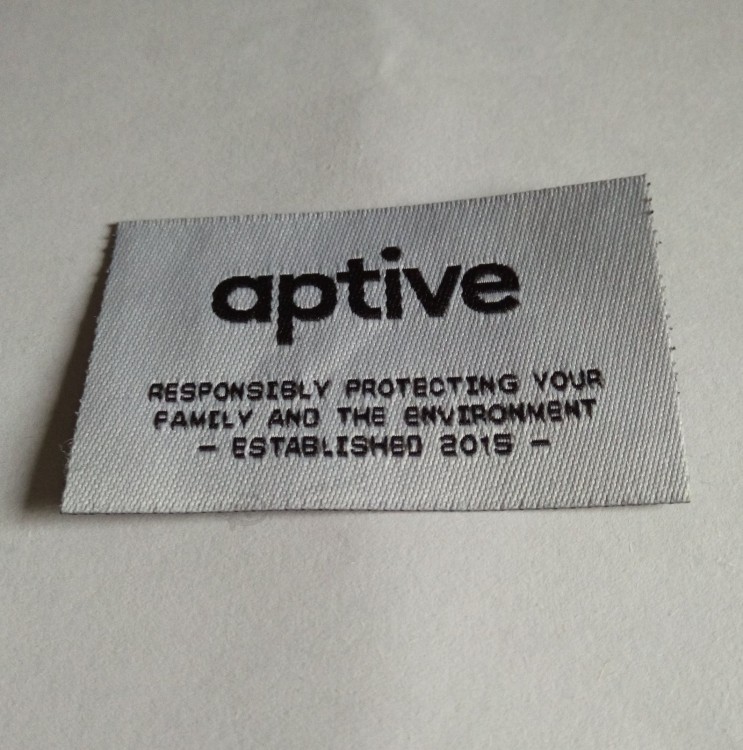 aptive
RESPONSIBLY PROTECTING YOUR
FAMILY AND THE ENVIRONMENT
- ESTABLISHED 2015 -